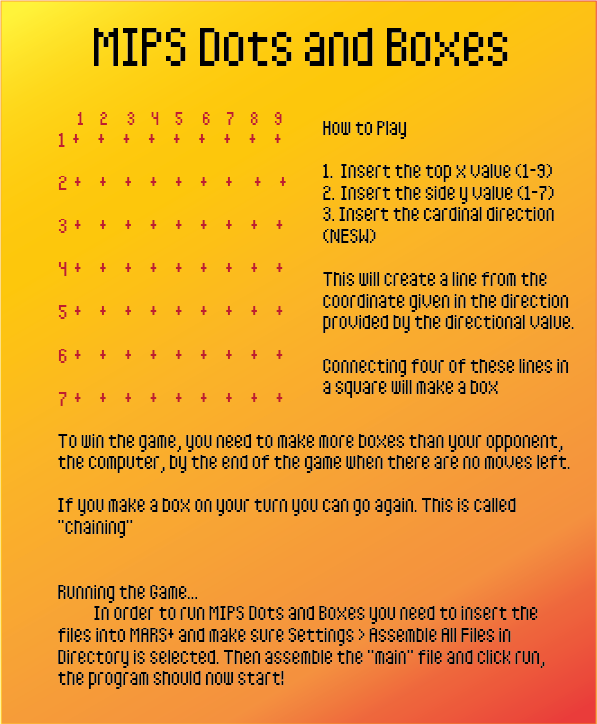 MIPS Dots and Boxes
1 2 3 4 5 6 7 8 9
1 + + + + + + + + +
2 + + + + + + + + +
3 + + + + + + + + +
4 + + + + + + + + +
5 + + + + + + + + +
6 + + + + + + + + +
7 + + + + + + + + +
How to Play
1. Insert the top x value (1-9)
2. Insert the side y value (1-7)
3. Insert the cardinal direction
(NESW)
This will create a line from the
coordinate given in the direction
provided by the directional value.
Connecting four of these lines in
a square will make a box
To win the game, you need to make more boxes than your opponent,
the computer, by the end of the game when there are no moves left.
If you make a box on your turn you can go again. This is called
"chaining"
Running the Game...
In order to run MIPS Dots and Boxes you need to insert the
files into MARS+ and make sure Settings > Assemble All Files in
Directory is selected. Then assemble the "main" file and click run,
the program should now start!